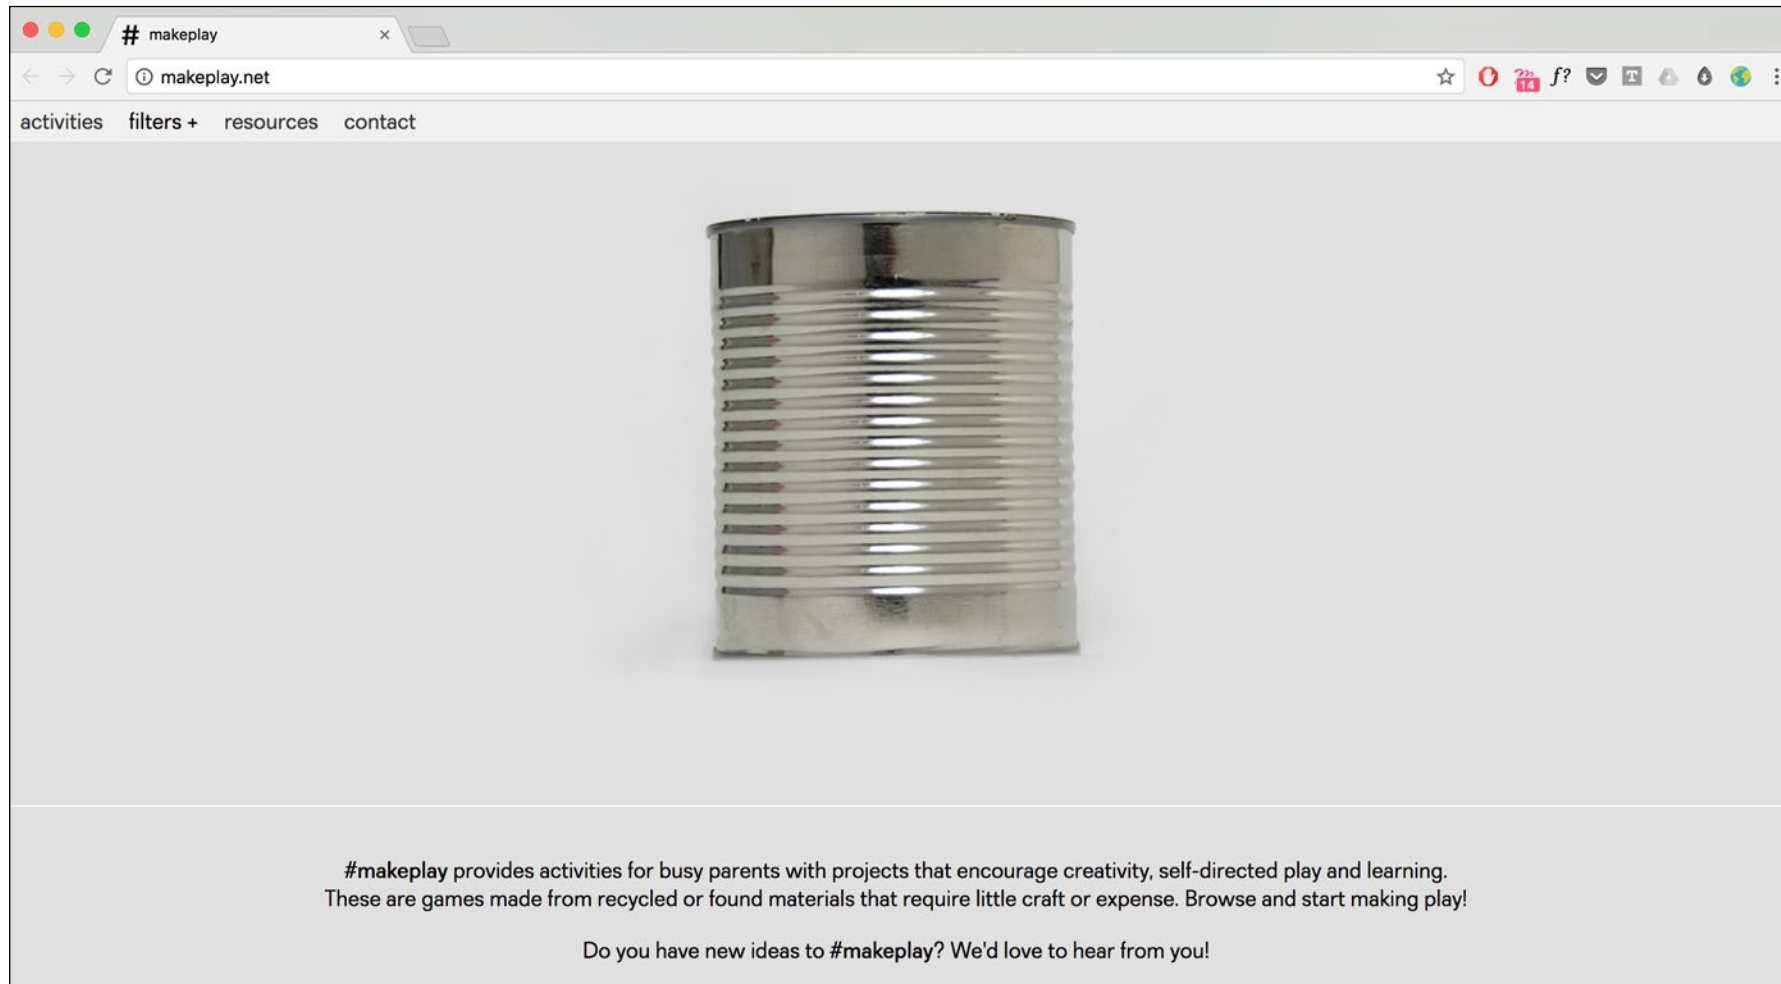 # makeplay
makeplay.net
14 f? T
activities filters + resources contact
#makeplay provides activities for busy parents with projects that encourage creativity, self-directed play and learning.
These are games made from recycled or found materials that require little craft or expense. Browse and start making play!
Do you have new ideas to #makeplay? We'd love to hear from you!